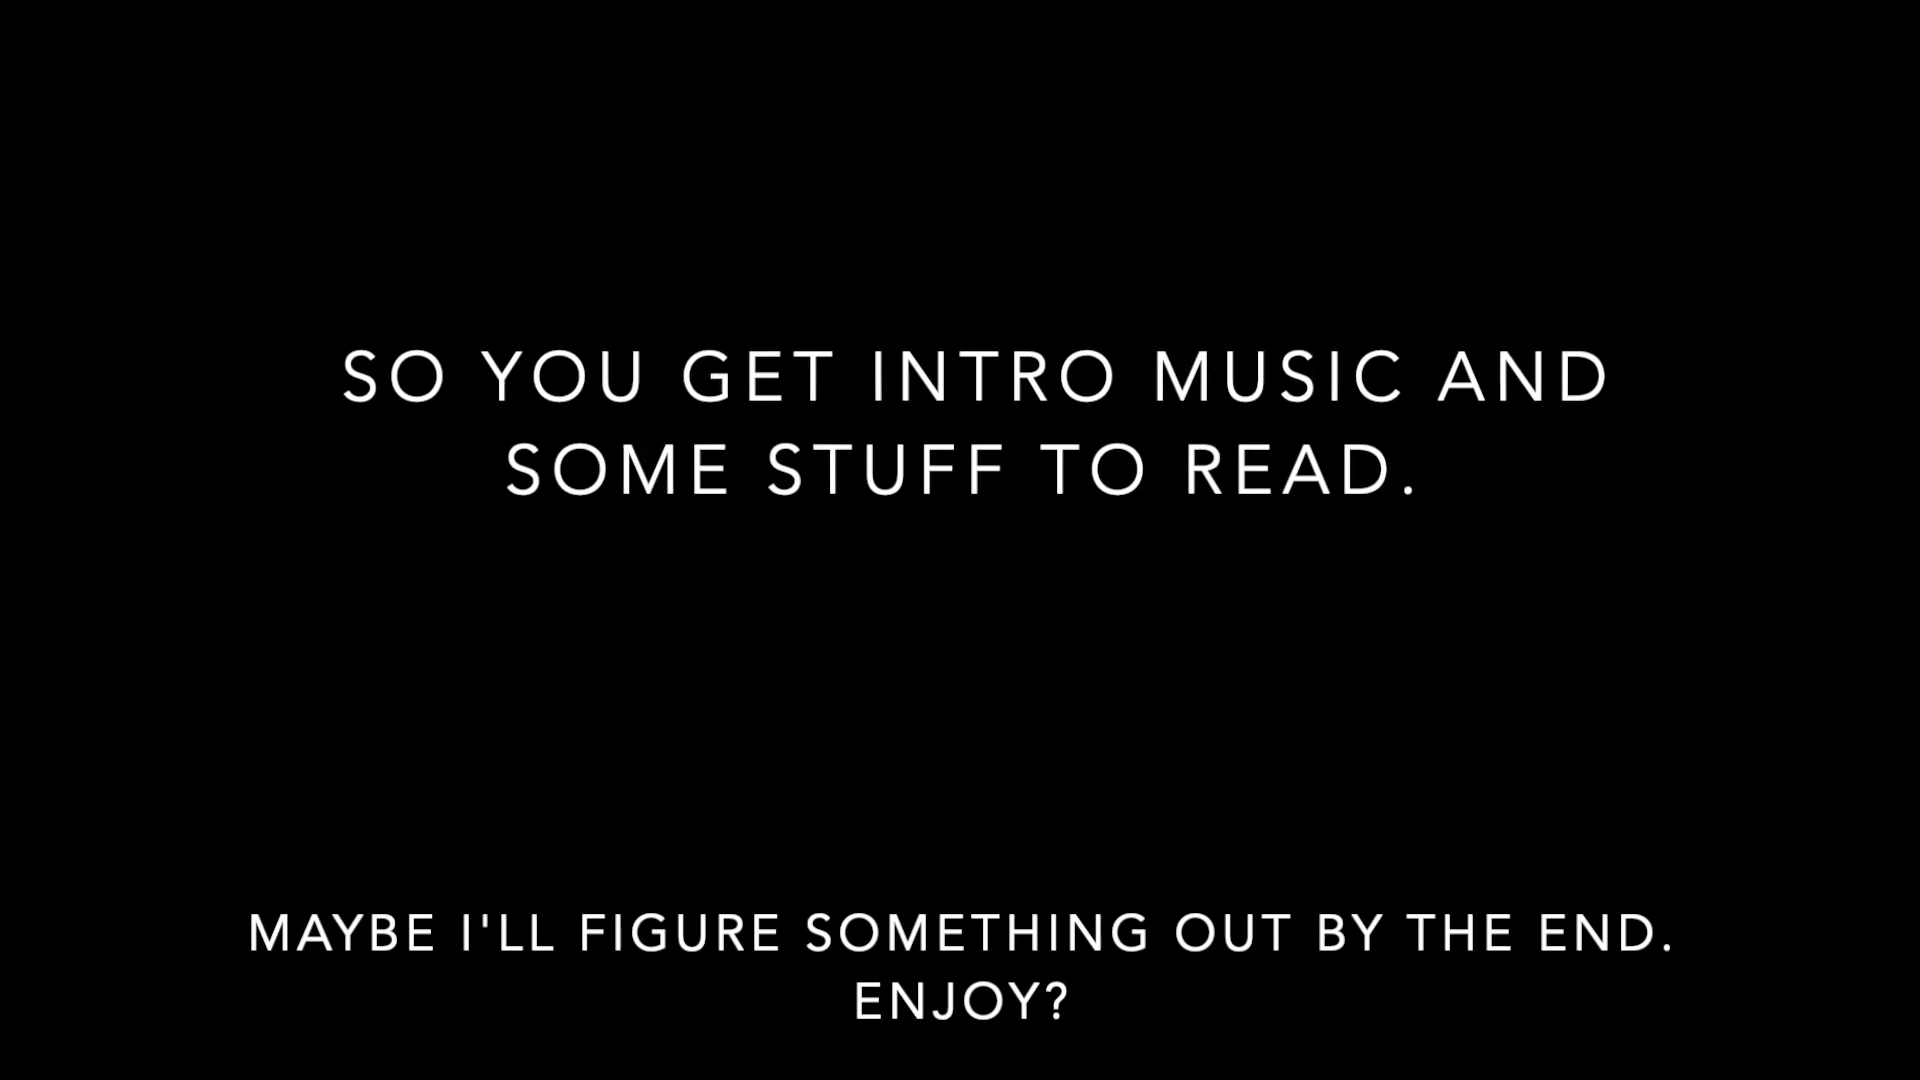 SO YOU GET INTRO MUSIC AND
SOME STUFF TO READ.
MAYBE I'LL FIGURE SOMETHING OUT BY THE END.
ENJOY?